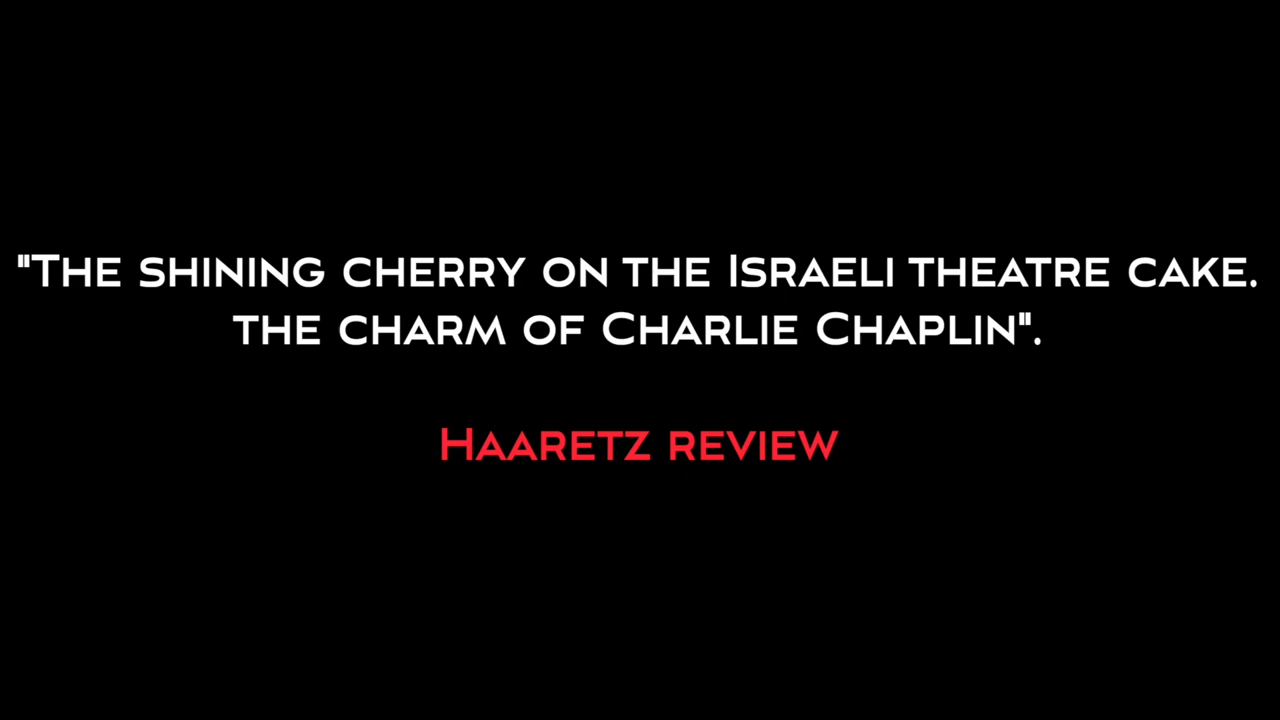 "The shining cherry on the Israeli theatre cake.
the charm of Charlie Chaplin".
Haaretz review